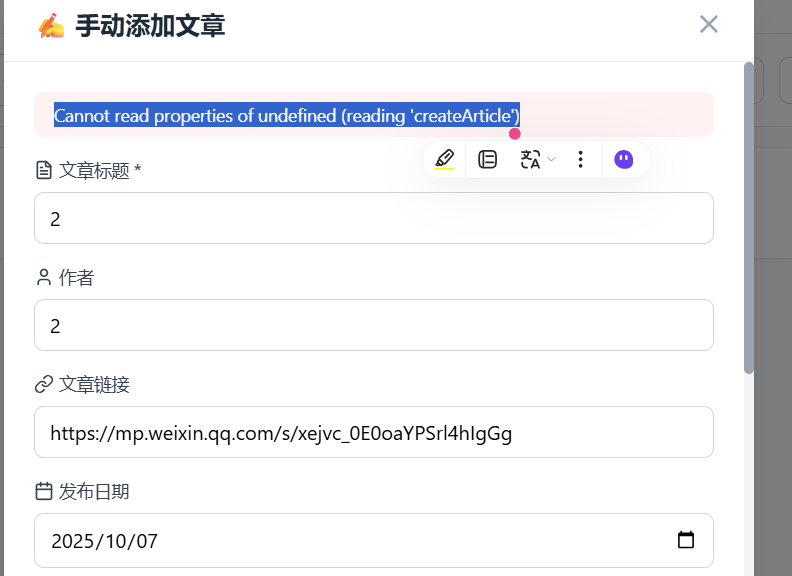 ✍️ 手动添加文章
Cannot read properties of undefined (reading 'createArticle')
文章标题 *
2
作者
2
文章链接
https://mp.weixin.qq.com/s/xejvc_0E0oaYPSrl4hIgGg
发布日期
2025/10/07